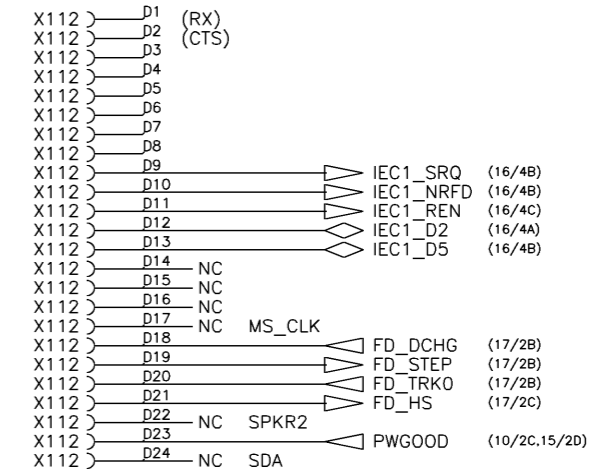 X112 D1 (RX)
X112 D2 (CTS)
X112 D3
X112 D4
X112 D5
X112 D6
X112 D7
X112 D8
X112 D9 IEC1_SRQ (16/4B)
X112 D10 IEC1_NRFD (16/4B)
X112 D11 IEC1_REN (16/4C)
X112 D12 IEC1_D2 (16/4A)
X112 D13 IEC1_D5 (16/4B)
X112 D14 NC
X112 D15 NC
X112 D16 NC
X112 D17 NC MS_CLK
X112 D18 FD_DCHG (17/2B)
X112 D19 FD_STEP (17/2B)
X112 D20 FD_TRK0 (17/2B)
X112 D21 FD_HS (17/2C)
X112 D22 NC SPKR2
X112 D23 PWGOOD (10/2C,15/2D)
X112 D24 NC SDA